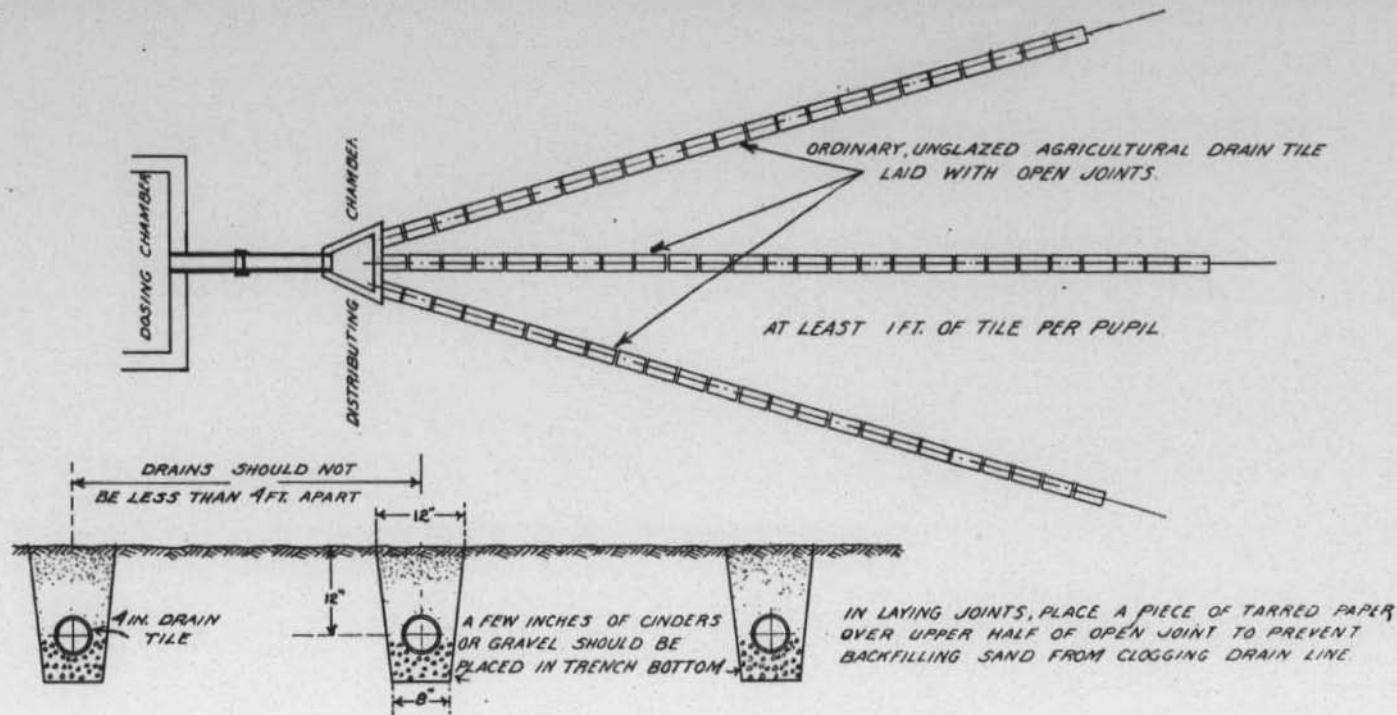 DOSING CHAMBER
DISTRIBUTING CHAMBER
ORDINARY, UNGLAZED AGRICULTURAL DRAIN TILE
LAID WITH OPEN JOINTS.
AT LEAST 1 FT. OF TILE PER PUPIL
DRAINS SHOULD NOT
BE LESS THAN 4 FT. APART
12"
12"
4 IN. DRAIN
TILE
A FEW INCHES OF CINDERS
OR GRAVEL SHOULD BE
PLACED IN TRENCH BOTTOM
8"
IN LAYING JOINTS, PLACE A PIECE OF TARRED PAPER
OVER UPPER HALF OF OPEN JOINT TO PREVENT
BACKFILLING SAND FROM CLOGGING DRAIN LINE.